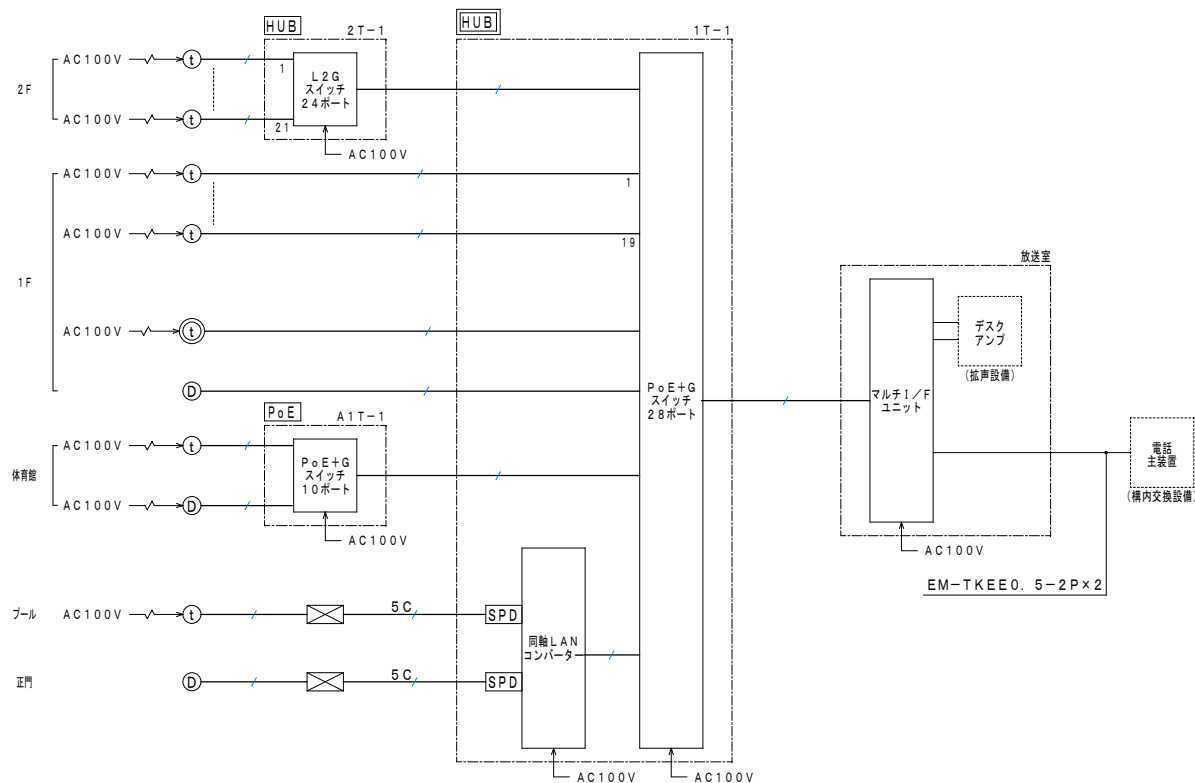 HUB
2T-1
HUB
1T-1
2F
AC100V
t
1
L2G
スイッチ
24ポート
AC100V
t
21
AC100V
1F
AC100V
t
1
AC100V
t
19
AC100V
t
D
放送室
デスク
アンプ
(拡声設備)
マルチI/F
ユニット
PoE+G
スイッチ
28ポート
電話
主装置
(構内交換設備)
AC100V
EM-TKEE0.5-2P×2
PoE
A1T-1
体育館
AC100V
t
PoE+G
スイッチ
10ポート
AC100V
D
AC100V
プール
AC100V
t
5C
SPD
同軸LAN
コンバーター
正門
D
5C
SPD
AC100V
AC100V